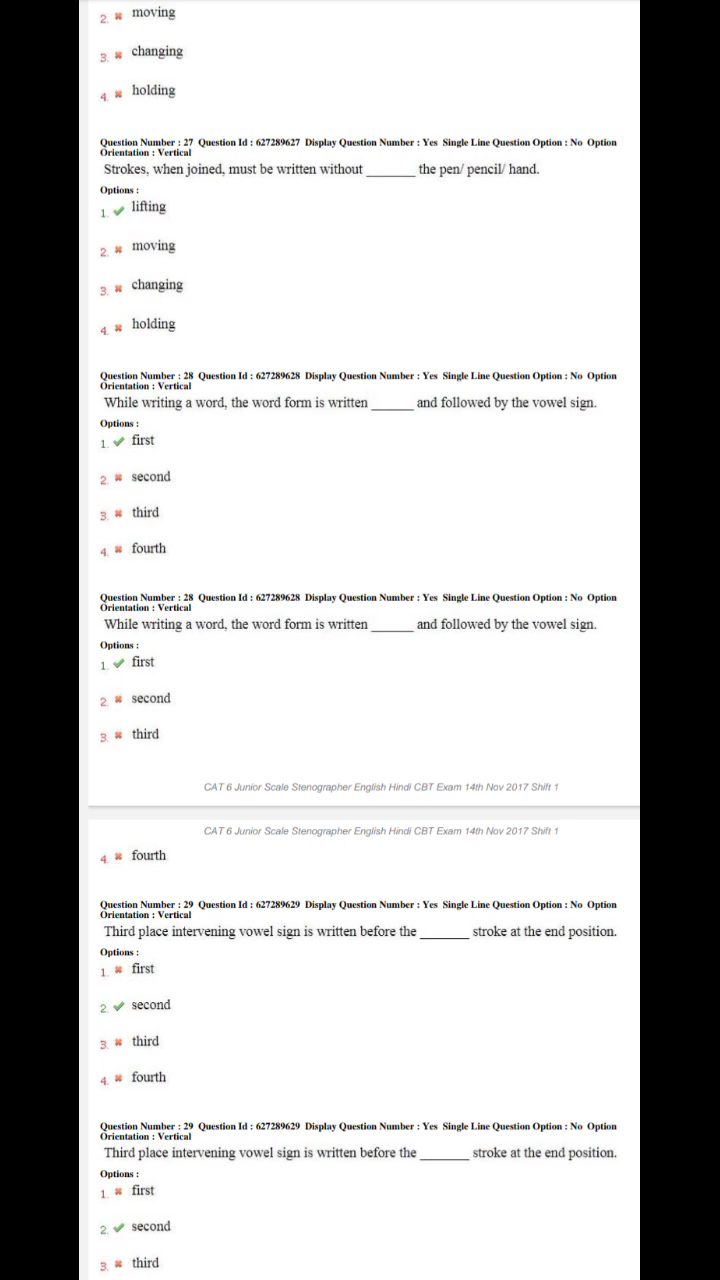 2. moving
3. changing
4. holding
Question Number : 27 Question Id : 627289627 Display Question Number : Yes Single Line Question Option : No Option
Orientation : Vertical
Strokes, when joined, must be written without _______ the pen/ pencil/ hand.
Options :
1. lifting
2. moving
3. changing
4. holding
Question Number : 28 Question Id : 627289628 Display Question Number : Yes Single Line Question Option : No Option
Orientation : Vertical
While writing a word, the word form is written ______ and followed by the vowel sign.
Options :
1. first
2. second
3. third
4. fourth
Question Number : 28 Question Id : 627289628 Display Question Number : Yes Single Line Question Option : No Option
Orientation : Vertical
While writing a word, the word form is written ______ and followed by the vowel sign.
Options :
1. first
2. second
3. third
CAT 6 Junior Scale Stenographer English Hindi CBT Exam 14th Nov 2017 Shift 1
CAT 6 Junior Scale Stenographer English Hindi CBT Exam 14th Nov 2017 Shift 1
4. fourth
Question Number : 29 Question Id : 627289629 Display Question Number : Yes Single Line Question Option : No Option
Orientation : Vertical
Third place intervening vowel sign is written before the _______ stroke at the end position.
Options :
1. first
2. second
3. third
4. fourth
Question Number : 29 Question Id : 627289629 Display Question Number : Yes Single Line Question Option : No Option
Orientation : Vertical
Third place intervening vowel sign is written before the _______ stroke at the end position.
Options :
1. first
2. second
3. third